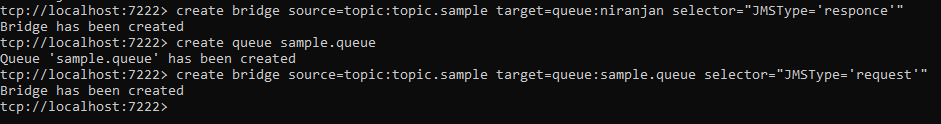 tcp://localhost:7222> create bridge source=topic:topic.sample target=queue:niranjan selector="JMSType='responce'"
Bridge has been created
tcp://localhost:7222> create queue sample.queue
Queue 'sample.queue' has been created
tcp://localhost:7222> create bridge source=topic:topic.sample target=queue:sample.queue selector="JMSType='request'"
Bridge has been created
tcp://localhost:7222>